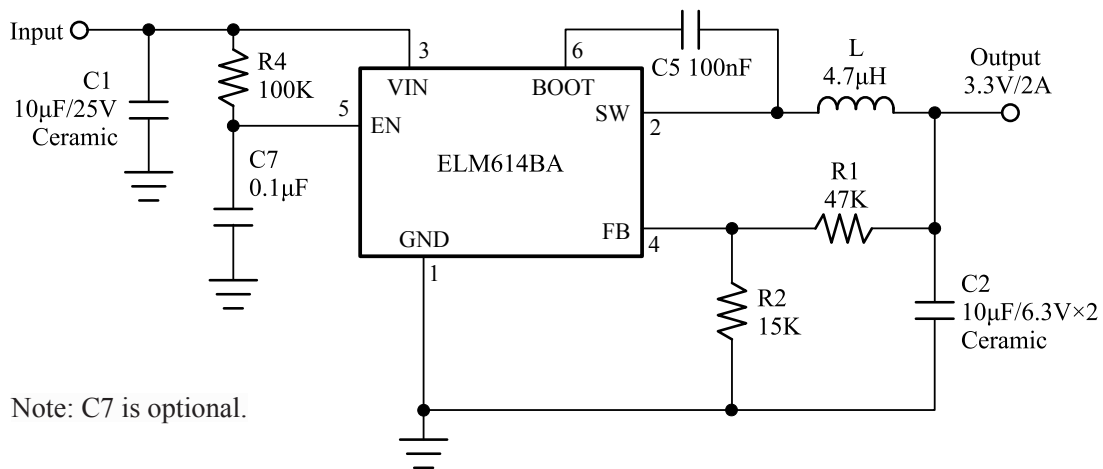 Input
C1
10μF/25V
Ceramic
R4
100K
C7
0.1μF
3
VIN
5
EN
6
BOOT
C5 100nF
SW
2
ELM614BA
L
4.7μH
Output
3.3V/2A
R1
47K
FB
4
GND
1
R2
15K
C2
10μF/6.3V×2
Ceramic
Note: C7 is optional.